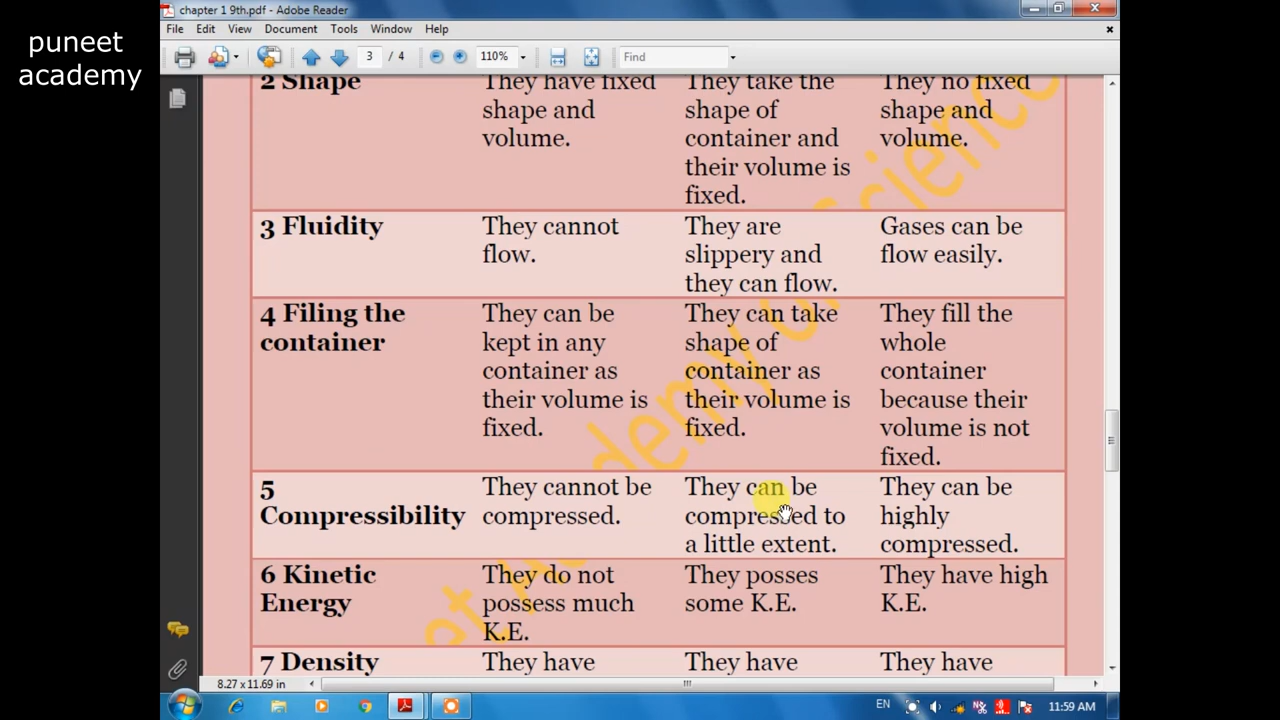 puneet
academy
chapter 1 9th.pdf - Adobe Reader
File Edit View Document Tools Window Help
3 / 4 110% Find
2 Shape
They have fixed
shape and
volume.
They take the
shape of
container and
their volume is
fixed.
They no fixed
shape and
volume.
3 Fluidity
They cannot
flow.
They are
slippery and
they can flow.
Gases can be
flow easily.
4 Filing the
container
They can be
kept in any
container as
their volume is
fixed.
They can take
shape of
container as
their volume is
fixed.
They fill the
whole
container
because their
volume is not
fixed.
5
Compressibility
They cannot be
compressed.
They can be
compressed to
a little extent.
They can be
highly
compressed.
6 Kinetic
Energy
They do not
possess much
K.E.
They posses
some K.E.
They have high
K.E.
7 Density
They have
They have
They have
8.27 x 11.69 in
EN
11:59 AM